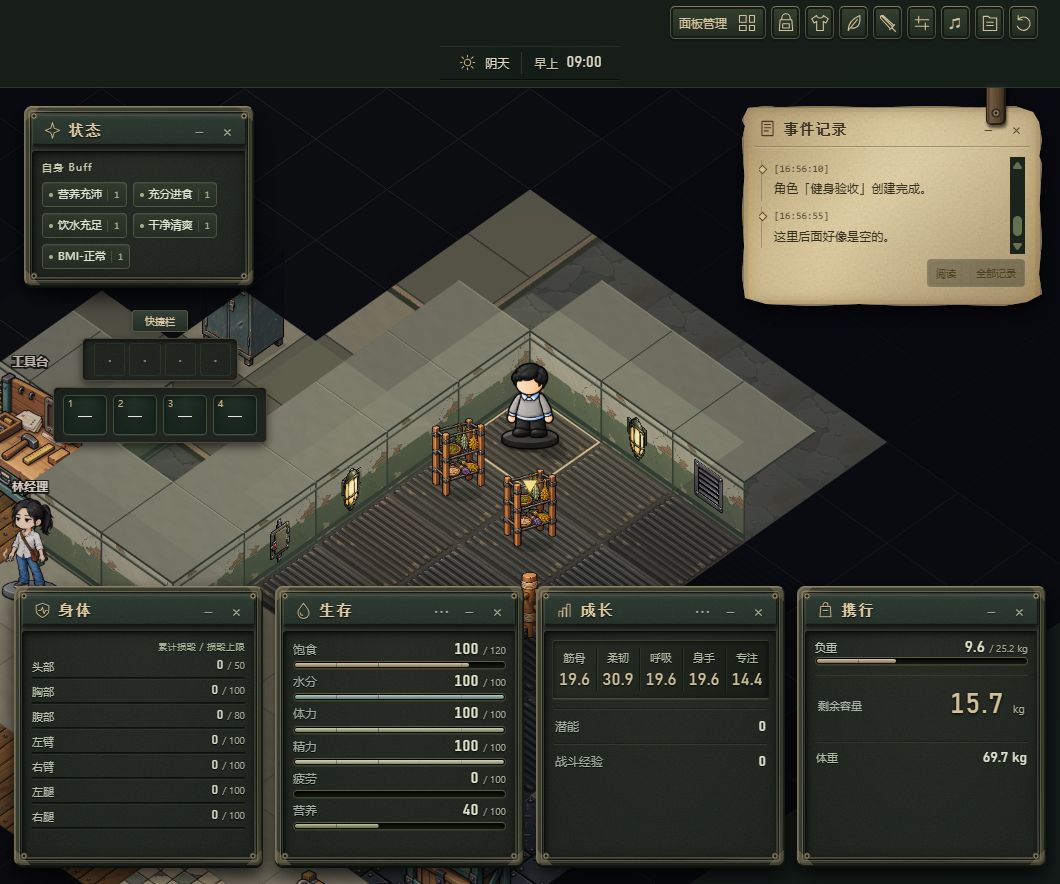 面板管理
阴天 早上 09:00
状态
自身 Buff
营养充沛 1 充分进食 1
饮水充足 1 干净清爽 1
BMI-正常 1
事件记录
[16:56:10]
角色「健身验收」创建完成。
[16:56:55]
这里后面好像是空的。
阅读 全部记录
快捷栏
1 2 3 4
工具台
林经理
身体
累计损毁 / 损毁上限
头部 0 / 50
胸部 0 / 100
腹部 0 / 80
左臂 0 / 100
右臂 0 / 100
左腿 0 / 100
右腿 0 / 100
生存
饱食 100 / 120
水分 100 / 100
体力 100 / 100
精力 100 / 100
疲劳 0 / 100
营养 40 / 100
成长
筋骨 柔韧 呼吸 身手 专注
19.6 30.9 19.6 19.6 14.4
潜能 0
战斗经验 0
携行
负重 9.6 / 25.2 kg
剩余容量 15.7 kg
体重 69.7 kg